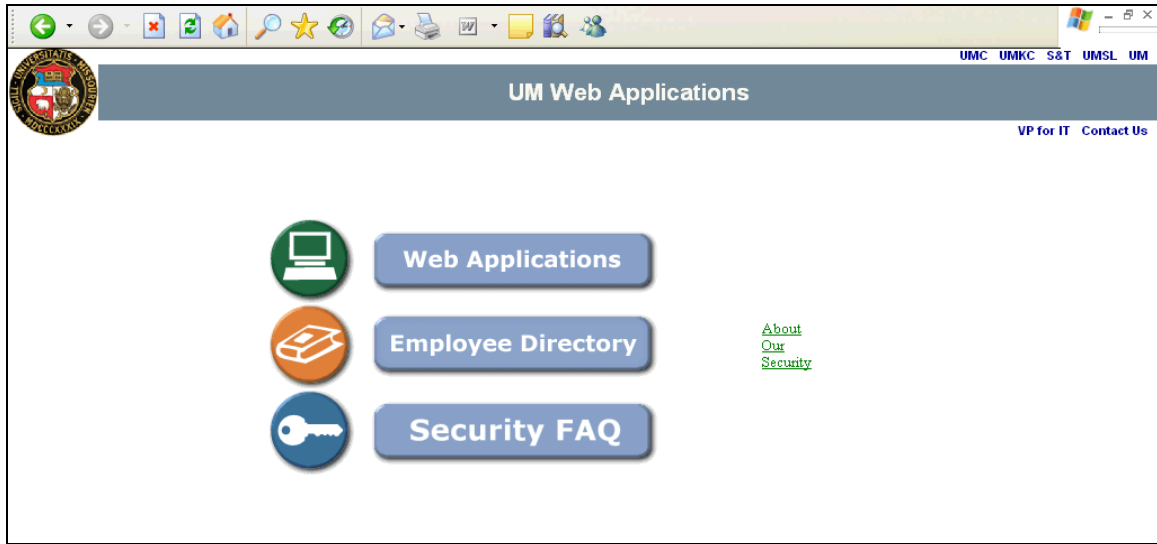 UMC UMKC S&T UMSL UM
UM Web Applications
VP for IT Contact Us
Web Applications
Employee Directory
About
Our
Security
Security FAQ